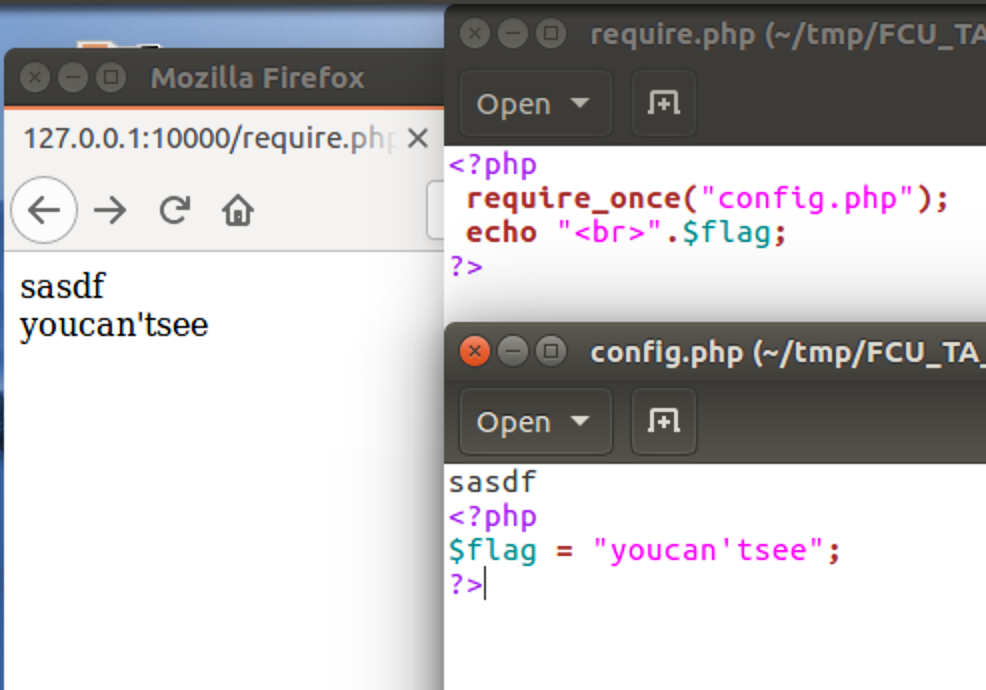 Mozilla Firefox
127.0.0.1:10000/require.php
sasdf
youcan'tsee
require.php (~/tmp/FCU_TA
Open
<?php
require_once("config.php");
echo "<br>".$flag;
?>
config.php (~/tmp/FCU_TA_
Open
sasdf
<?php
$flag = "youcan'tsee";
?>